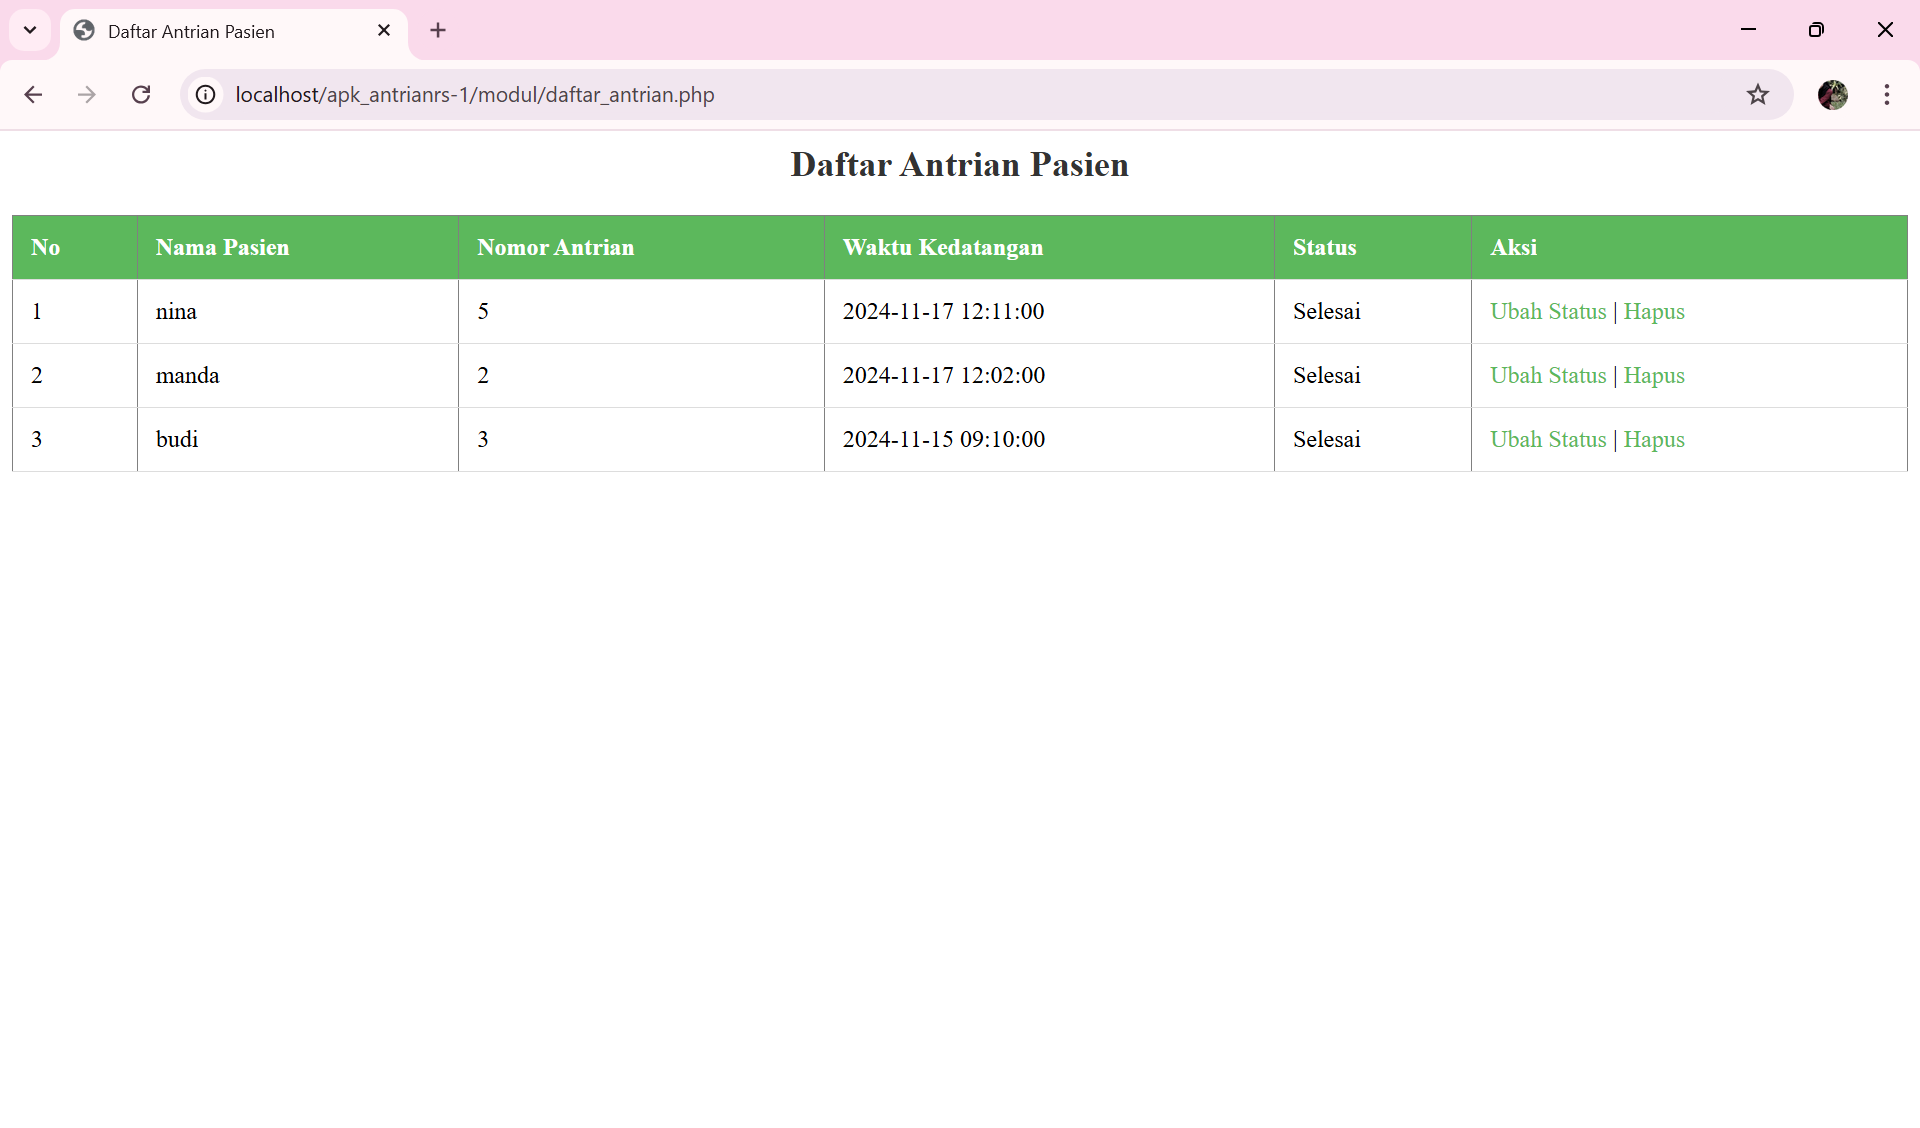 Daftar Antrian Pasien
localhost/apk_antrianrs-1/modul/daftar_antrian.php
Daftar Antrian Pasien
No Nama Pasien Nomor Antrian Waktu Kedatangan Status Aksi
1 nina 5 2024-11-17 12:11:00 Selesai Ubah Status | Hapus
2 manda 2 2024-11-17 12:02:00 Selesai Ubah Status | Hapus
3 budi 3 2024-11-15 09:10:00 Selesai Ubah Status | Hapus